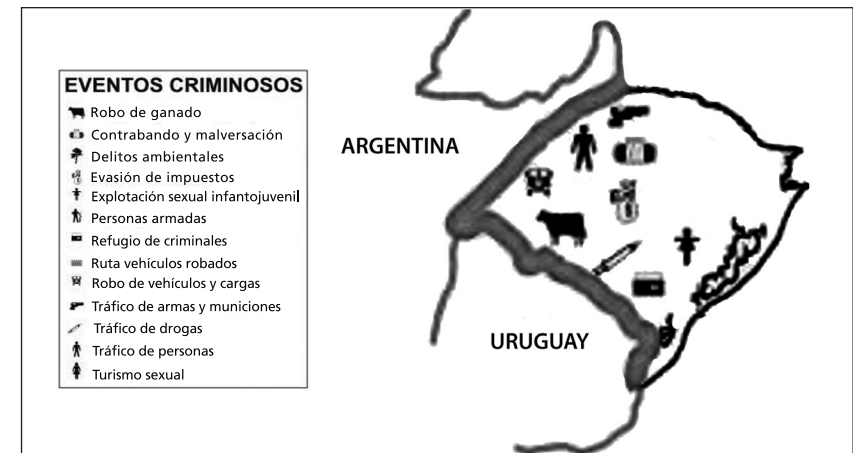 EVENTOS CRIMINOSOS
Robo de ganado
Contrabando y malversación
Delitos ambientales
Evasión de impuestos
Explotación sexual infantojuvenil
Personas armadas
Refugio de criminales
Ruta vehículos robados
Robo de vehículos y cargas
Tráfico de armas y municiones
Tráfico de drogas
Tráfico de personas
Turismo sexual
ARGENTINA
URUGUAY